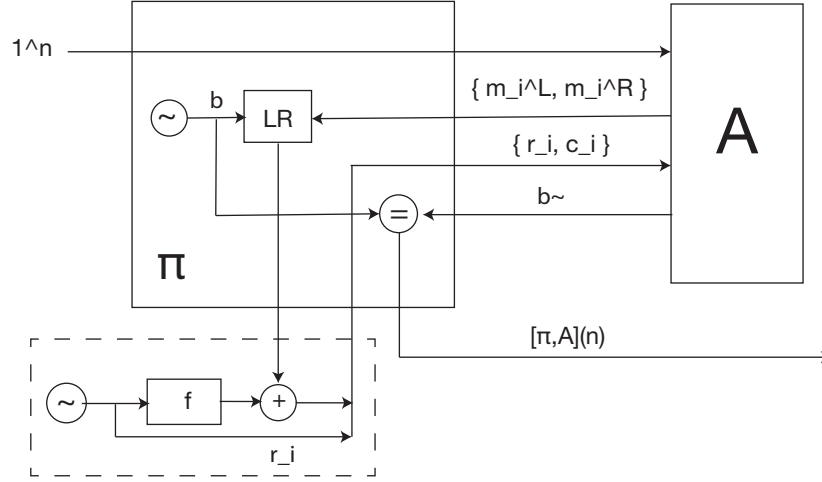 1^n
{ m_i^L, m_i^R }
b
~
LR
A
{ r_i, c_i }
b~
=
π
[π,A](n)
~
f
+
r_i